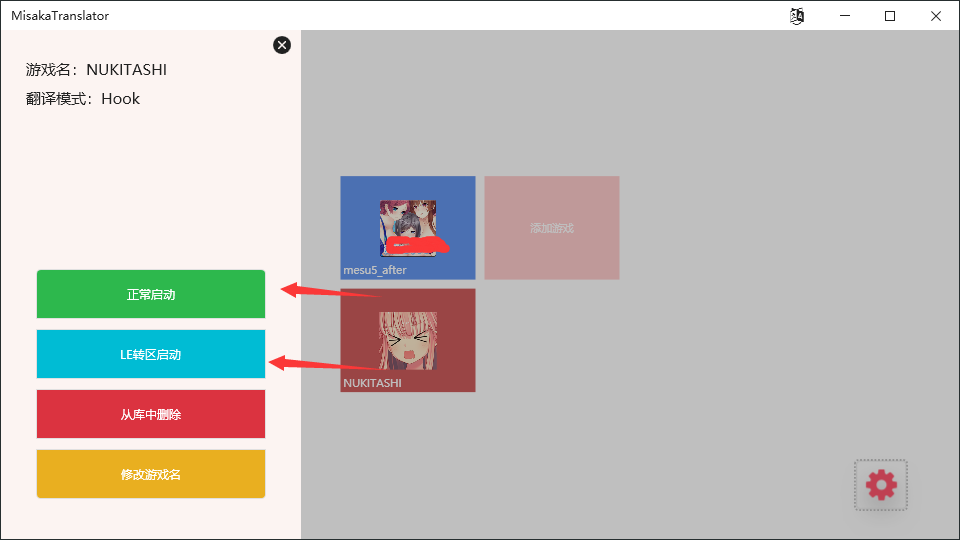 MisakaTranslator
游戏名：NUKITASHI
翻译模式：Hook
正常启动
LE转区启动
从库中删除
修改游戏名
添加游戏
mesu5_after
NUKITASHI